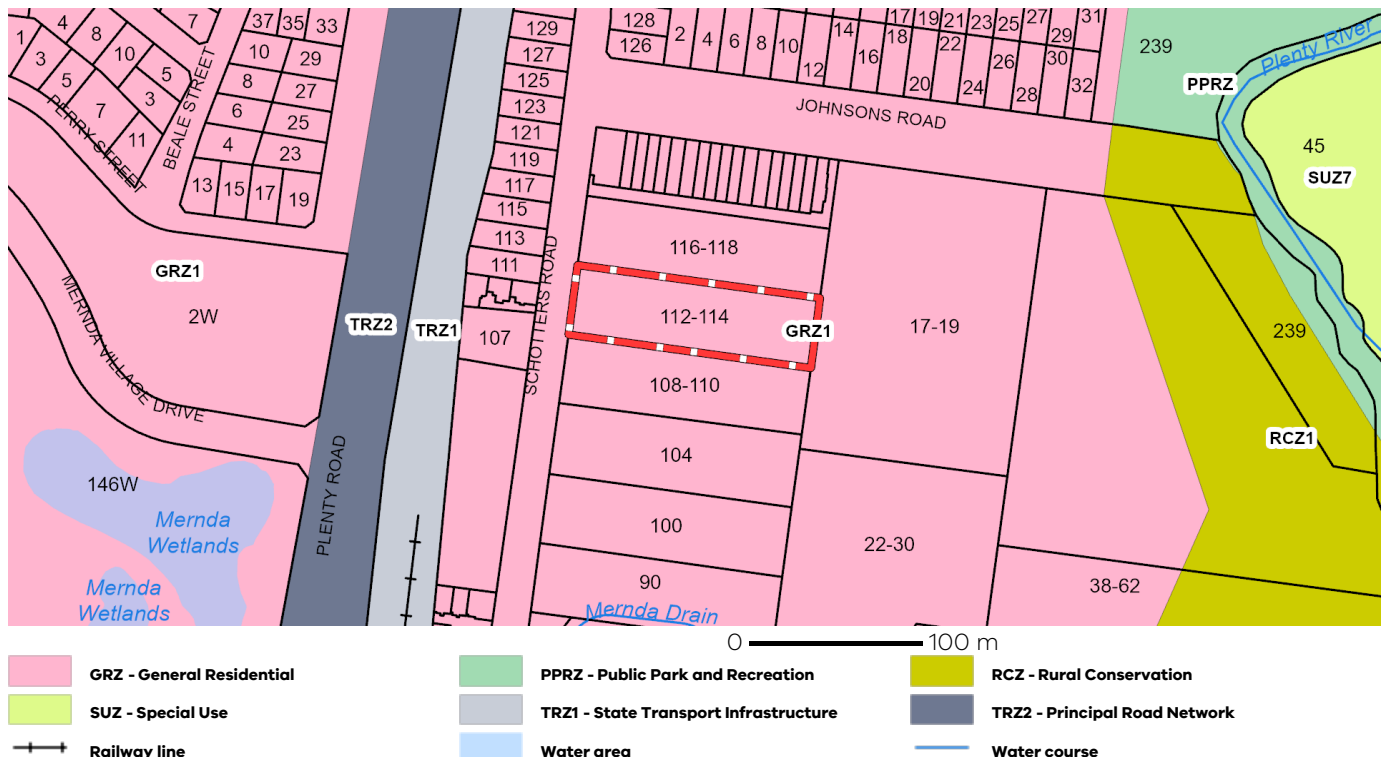 1
3
4
8
10
5
7
5
3
7
11
PERRY STREET
BEALE STREET
37
35
33
10
29
8
27
6
25
4
23
13
15
17
19
129
127
125
123
121
119
117
115
113
111
107
128
126
2
4
6
8
10
12
14
16
17
18
19
20
21
22
23
24
25
26
27
28
29
30
31
32
239
PPRZ
Plenty River
45
SUZ7
JOHNSONS ROAD
SCHOTTERS ROAD
116-118
112-114
GRZ1
108-110
104
100
90
Mernda Drain
17-19
22-30
38-62
239
RCZ1
GRZ1
2W
TRZ2
TRZ1
MERNDA VILLAGE DRIVE
PLENTY ROAD
146W
Mernda
Wetlands
Mernda
Wetlands
0 100 m
GRZ - General Residential
PPRZ - Public Park and Recreation
RCZ - Rural Conservation
SUZ - Special Use
TRZ1 - State Transport Infrastructure
TRZ2 - Principal Road Network
Railway line
Water area
Water course